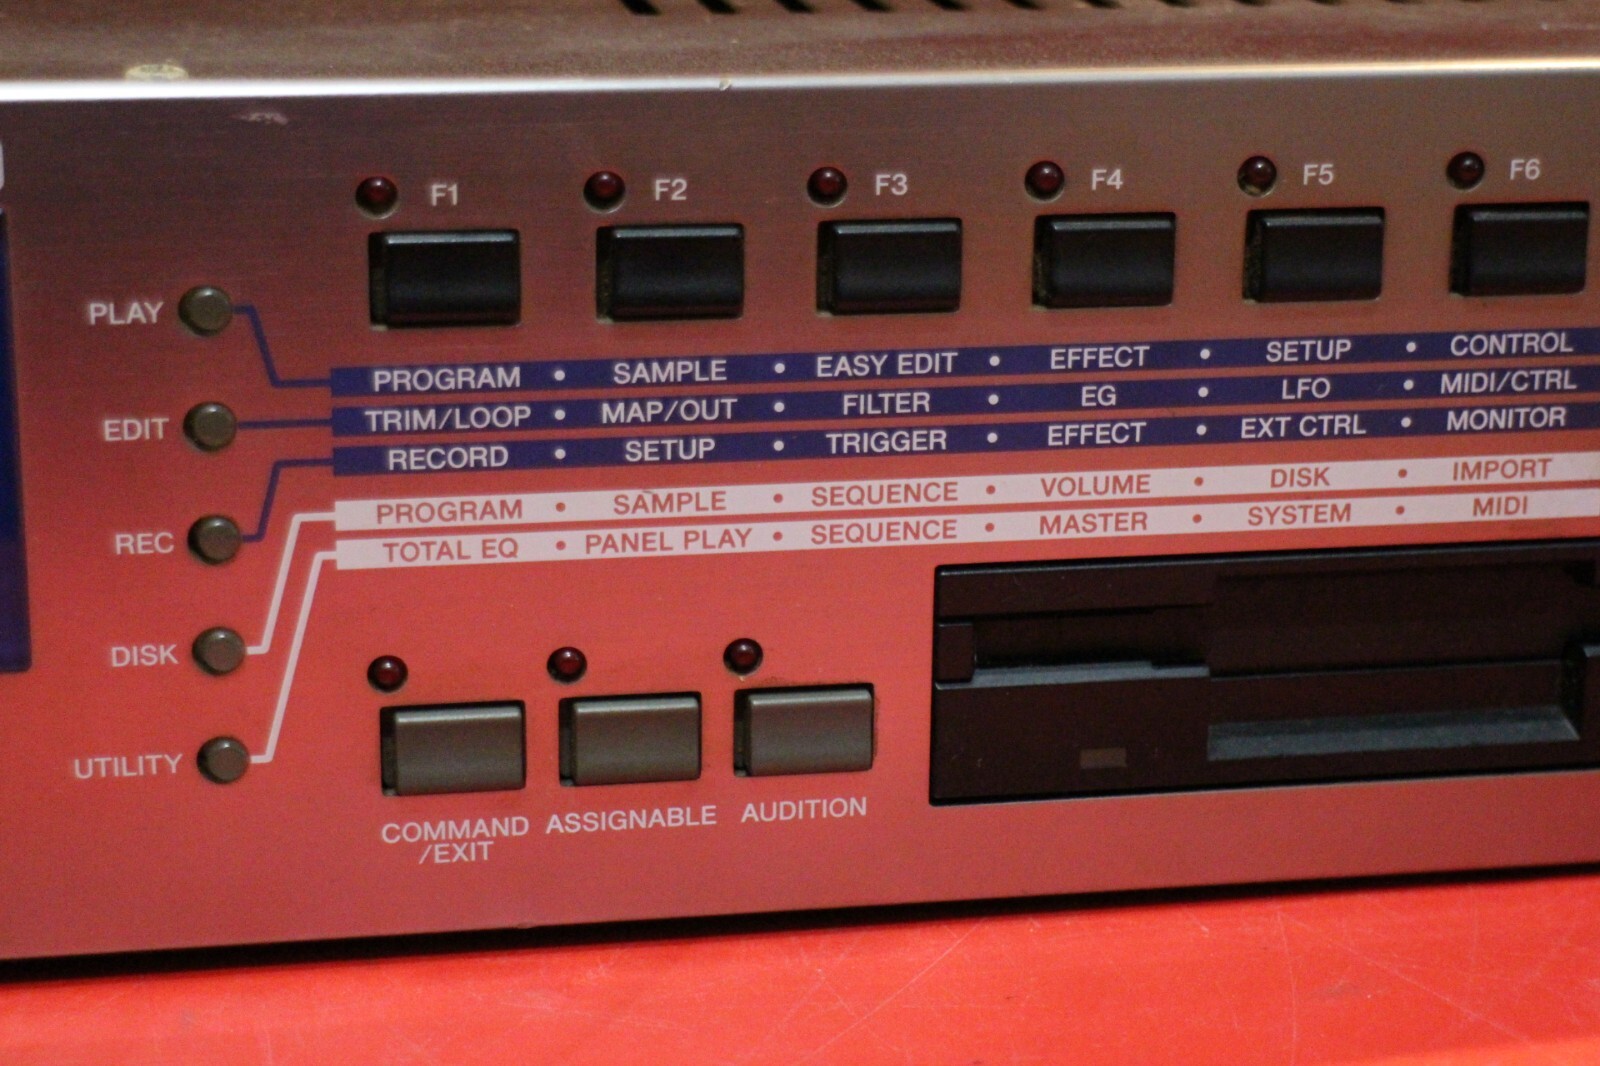 F1 F2 F3 F4 F5 F6
PLAY
PROGRAM • SAMPLE • EASY EDIT • EFFECT • SETUP • CONTROL
EDIT
TRIM/LOOP • MAP/OUT • FILTER • EG • LFO • MIDI/CTRL
REC
RECORD • SETUP • TRIGGER • EFFECT • EXT CTRL • MONITOR
DISK
PROGRAM • SAMPLE • SEQUENCE • VOLUME • DISK • IMPORT
UTILITY
TOTAL EQ • PANEL PLAY • SEQUENCE • MASTER • SYSTEM • MIDI
COMMAND
/EXIT
ASSIGNABLE
AUDITION